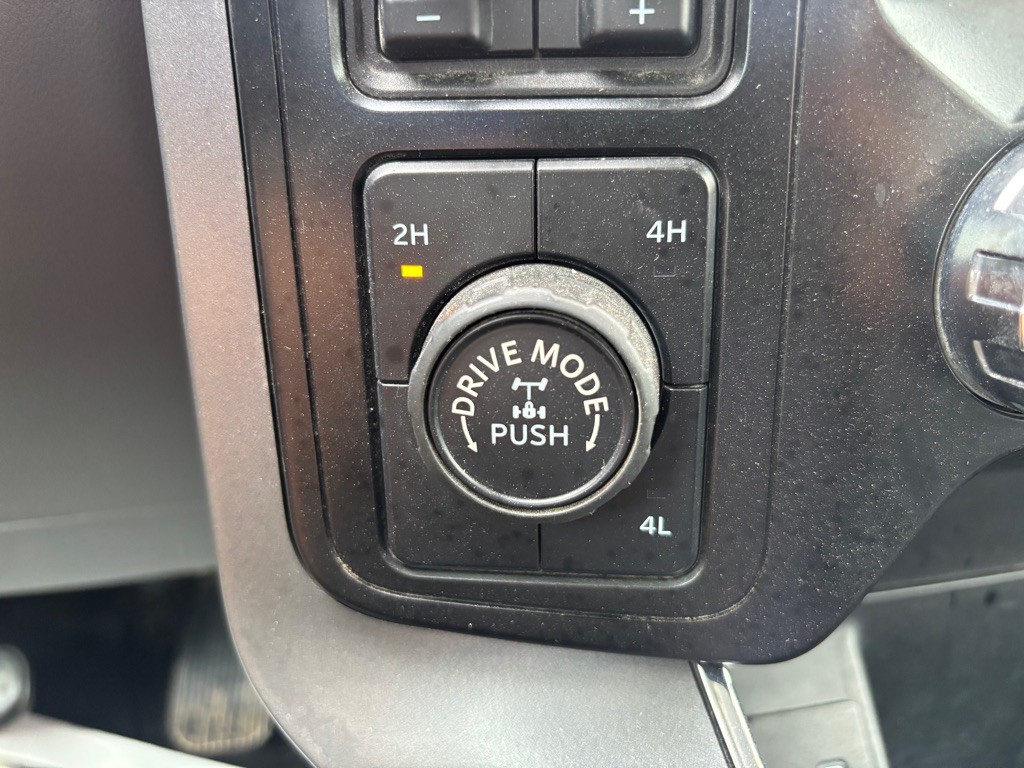 - +
2H 4H
DRIVE MODE
PUSH
4L